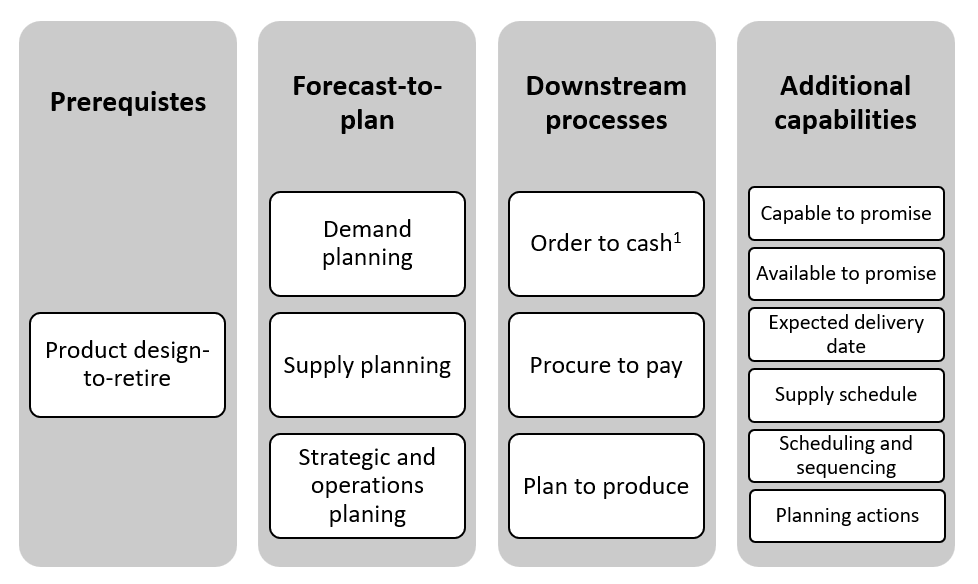 Prerequistes
Product design-
to-retire
Forecast-to-
plan
Demand
planning
Supply planning
Strategic and
operations
planing
Downstream
processes
Order to cash¹
Procure to pay
Plan to produce
Additional
capabilities
Capable to promise
Available to promise
Expected delivery
date
Supply schedule
Scheduling and
sequencing
Planning actions